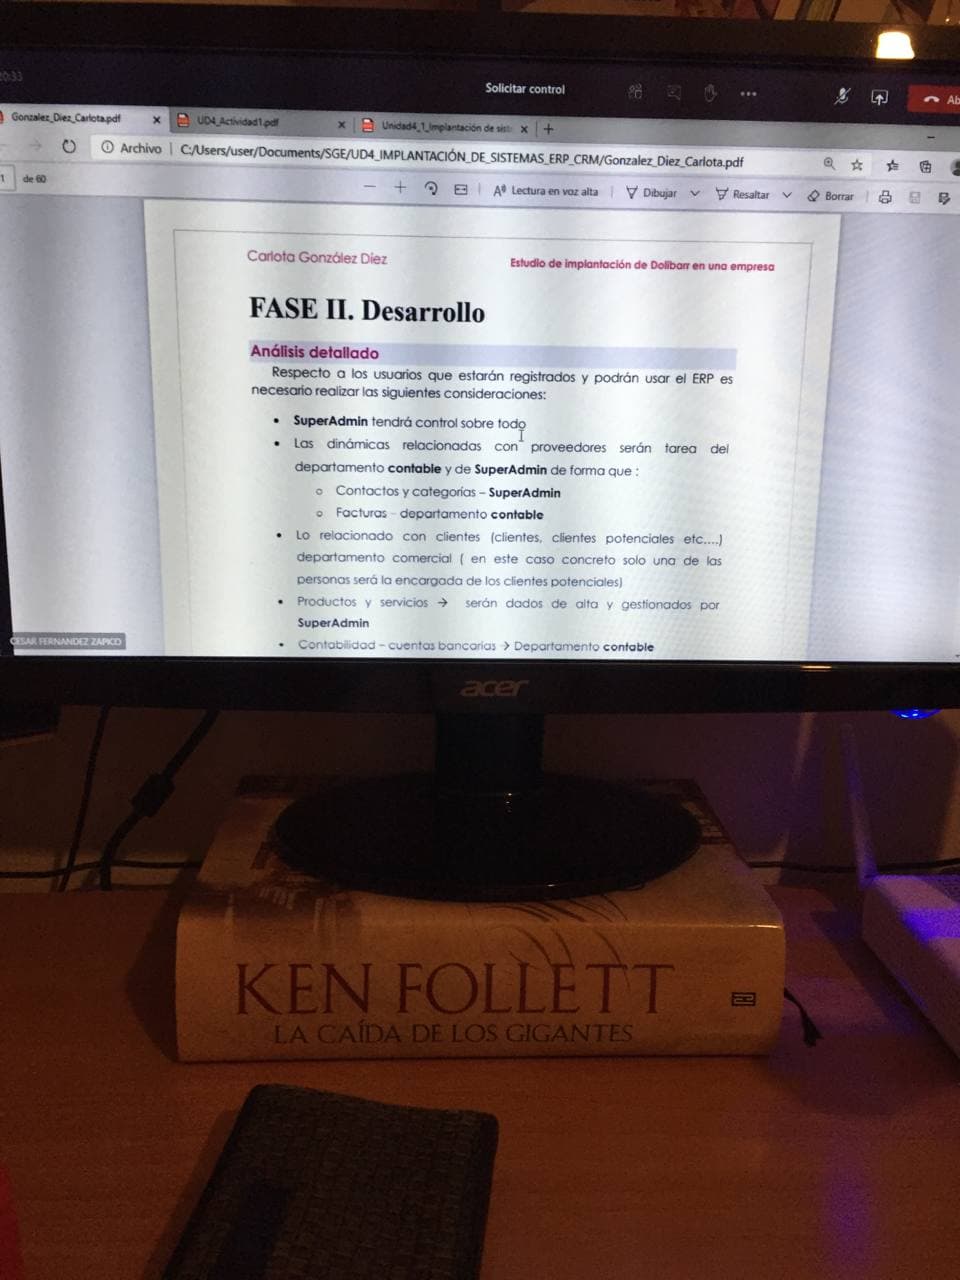 20:33
Solicitar control
Gonzalez_Diez_Carlota.pdf
UD4_Actividad1.pdf
Unidad4_1_Implantación de sist
Archivo | C:/Users/user/Documents/SGE/UD4_IMPLANTACIÓN_DE_SISTEMAS_ERP_CRM/Gonzalez_Diez_Carlota.pdf
1 de 60
Lectura en voz alta
Dibujar
Resaltar
Borrar
Carlota González Díez
Estudio de implantación de Dolibarr en una empresa
FASE II. Desarrollo
Análisis detallado
Respecto a los usuarios que estarán registrados y podrán usar el ERP es
necesario realizar las siguientes consideraciones:
• SuperAdmin tendrá control sobre todo
• Las dinámicas relacionadas con proveedores serán tarea del
departamento contable y de SuperAdmin de forma que :
o Contactos y categorías – SuperAdmin
o Facturas – departamento contable
• Lo relacionado con clientes (clientes, clientes potenciales etc....)
departamento comercial ( en este caso concreto solo una de las
personas será la encargada de los clientes potenciales)
• Productos y servicios → serán dados de alta y gestionados por
SuperAdmin
• Contabilidad – cuentas bancarias → Departamento contable
CESAR FERNANDEZ ZAPICO
acer
KEN FOLLETT
LA CAÍDA DE LOS GIGANTES